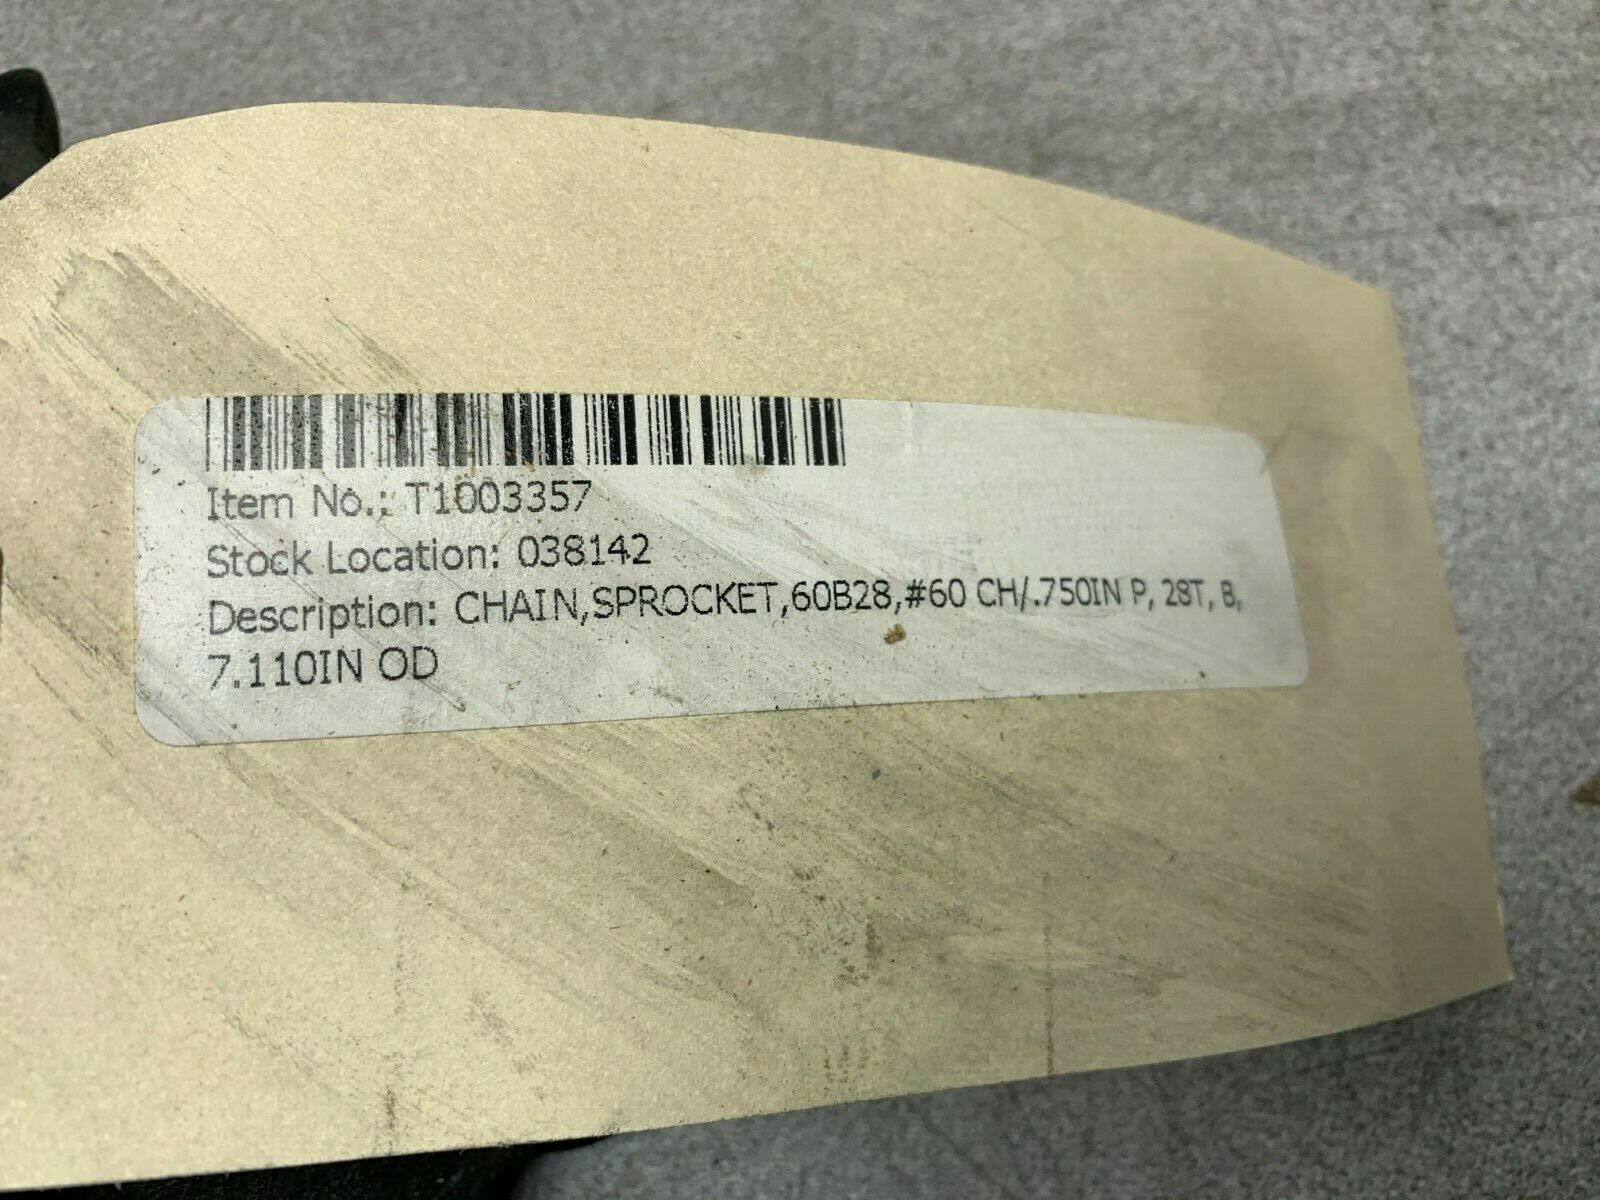 Item No.: T1003357
Stock Location: 038142
Description: CHAIN,SPROCKET,60B28,#60 CH/.750IN P, 28T, B,
7.110IN OD